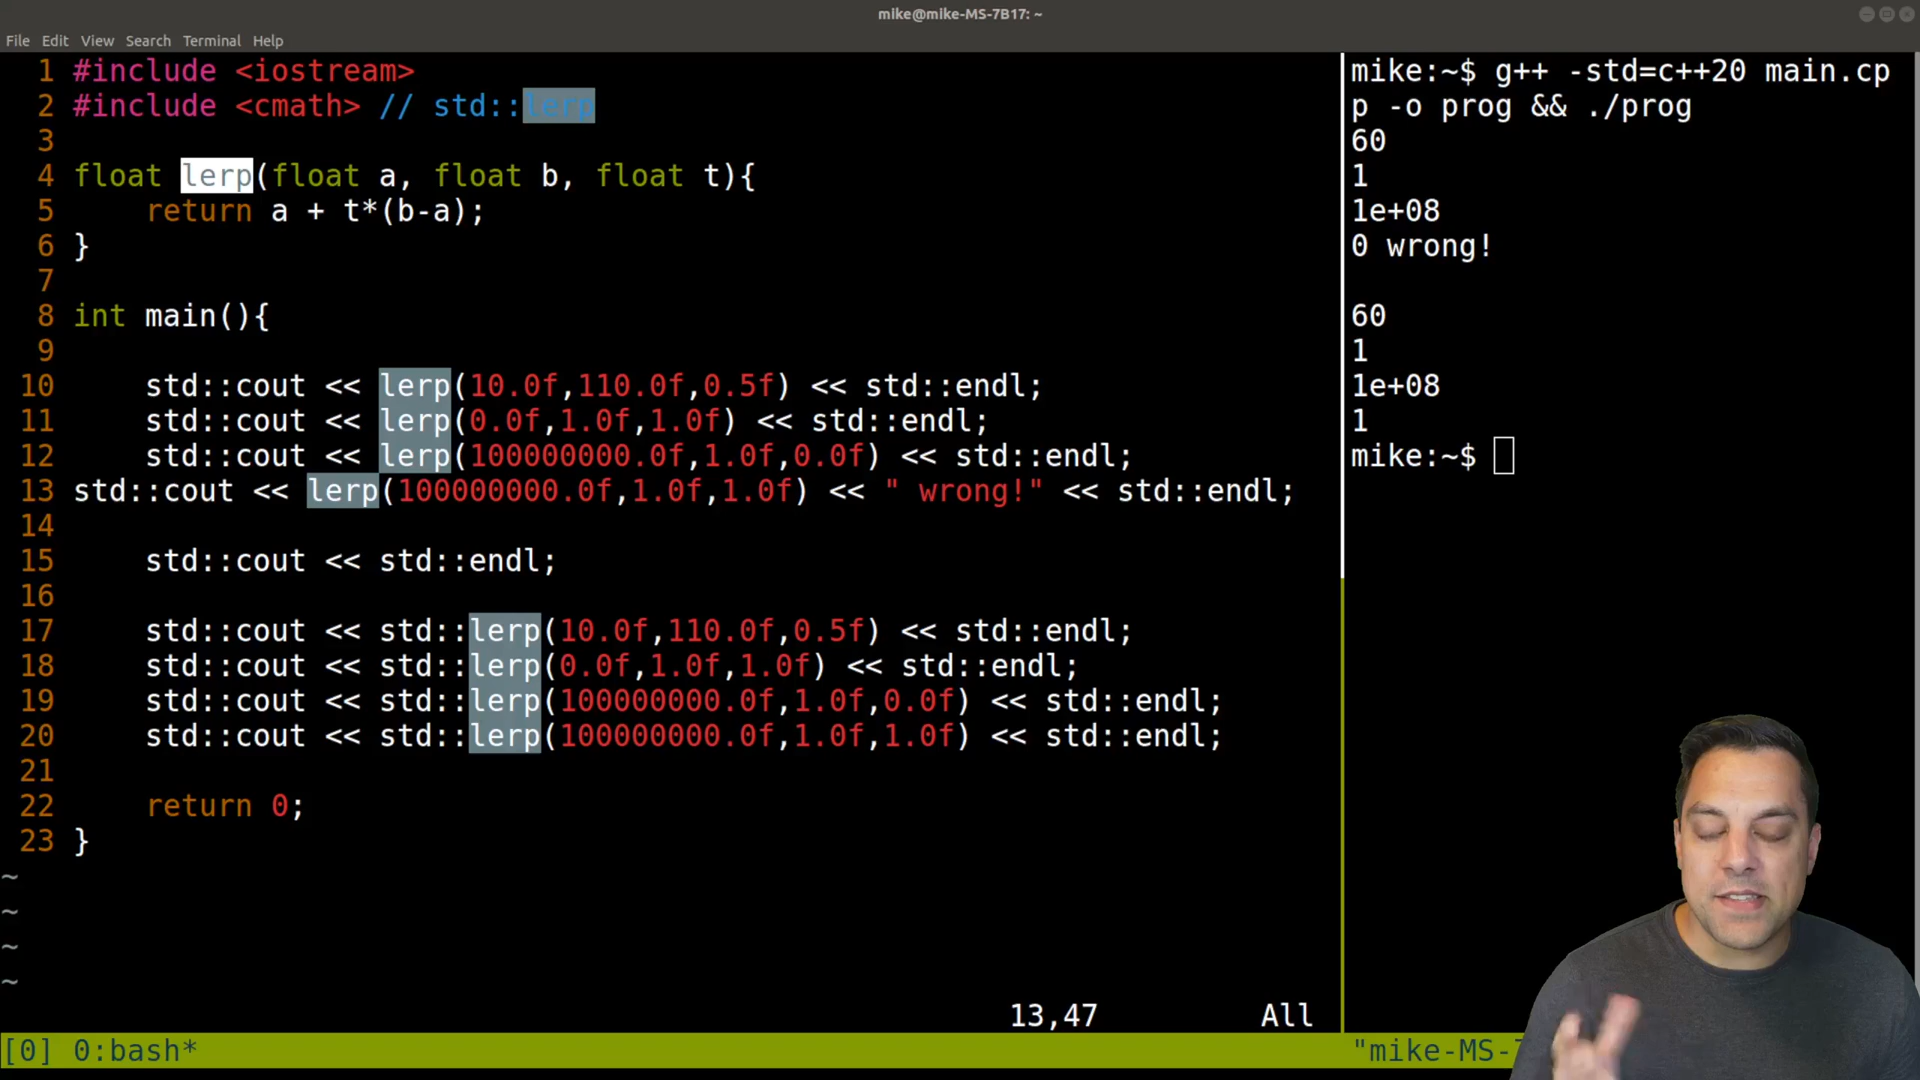 mike@mike-MS-7B17: ~
File Edit View Search Terminal Help
1 #include <iostream>
2 #include <cmath> // std::lerp
3
4 float lerp(float a, float b, float t){
5     return a + t*(b-a);
6 }
7
8 int main(){
9
10     std::cout << lerp(10.0f,110.0f,0.5f) << std::endl;
11     std::cout << lerp(0.0f,1.0f,1.0f) << std::endl;
12     std::cout << lerp(100000000.0f,1.0f,0.0f) << std::endl;
13 std::cout << lerp(100000000.0f,1.0f,1.0f) << " wrong!" << std::endl;
14
15     std::cout << std::endl;
16
17     std::cout << std::lerp(10.0f,110.0f,0.5f) << std::endl;
18     std::cout << std::lerp(0.0f,1.0f,1.0f) << std::endl;
19     std::cout << std::lerp(100000000.0f,1.0f,0.0f) << std::endl;
20     std::cout << std::lerp(100000000.0f,1.0f,1.0f) << std::endl;
21
22     return 0;
23 }
~
~
~
~
13,47 All
mike:~$ g++ -std=c++20 main.cp
p -o prog && ./prog
60
1
1e+08
0 wrong!
60
1
1e+08
1
mike:~$
[0] 0:bash* "mike-MS-